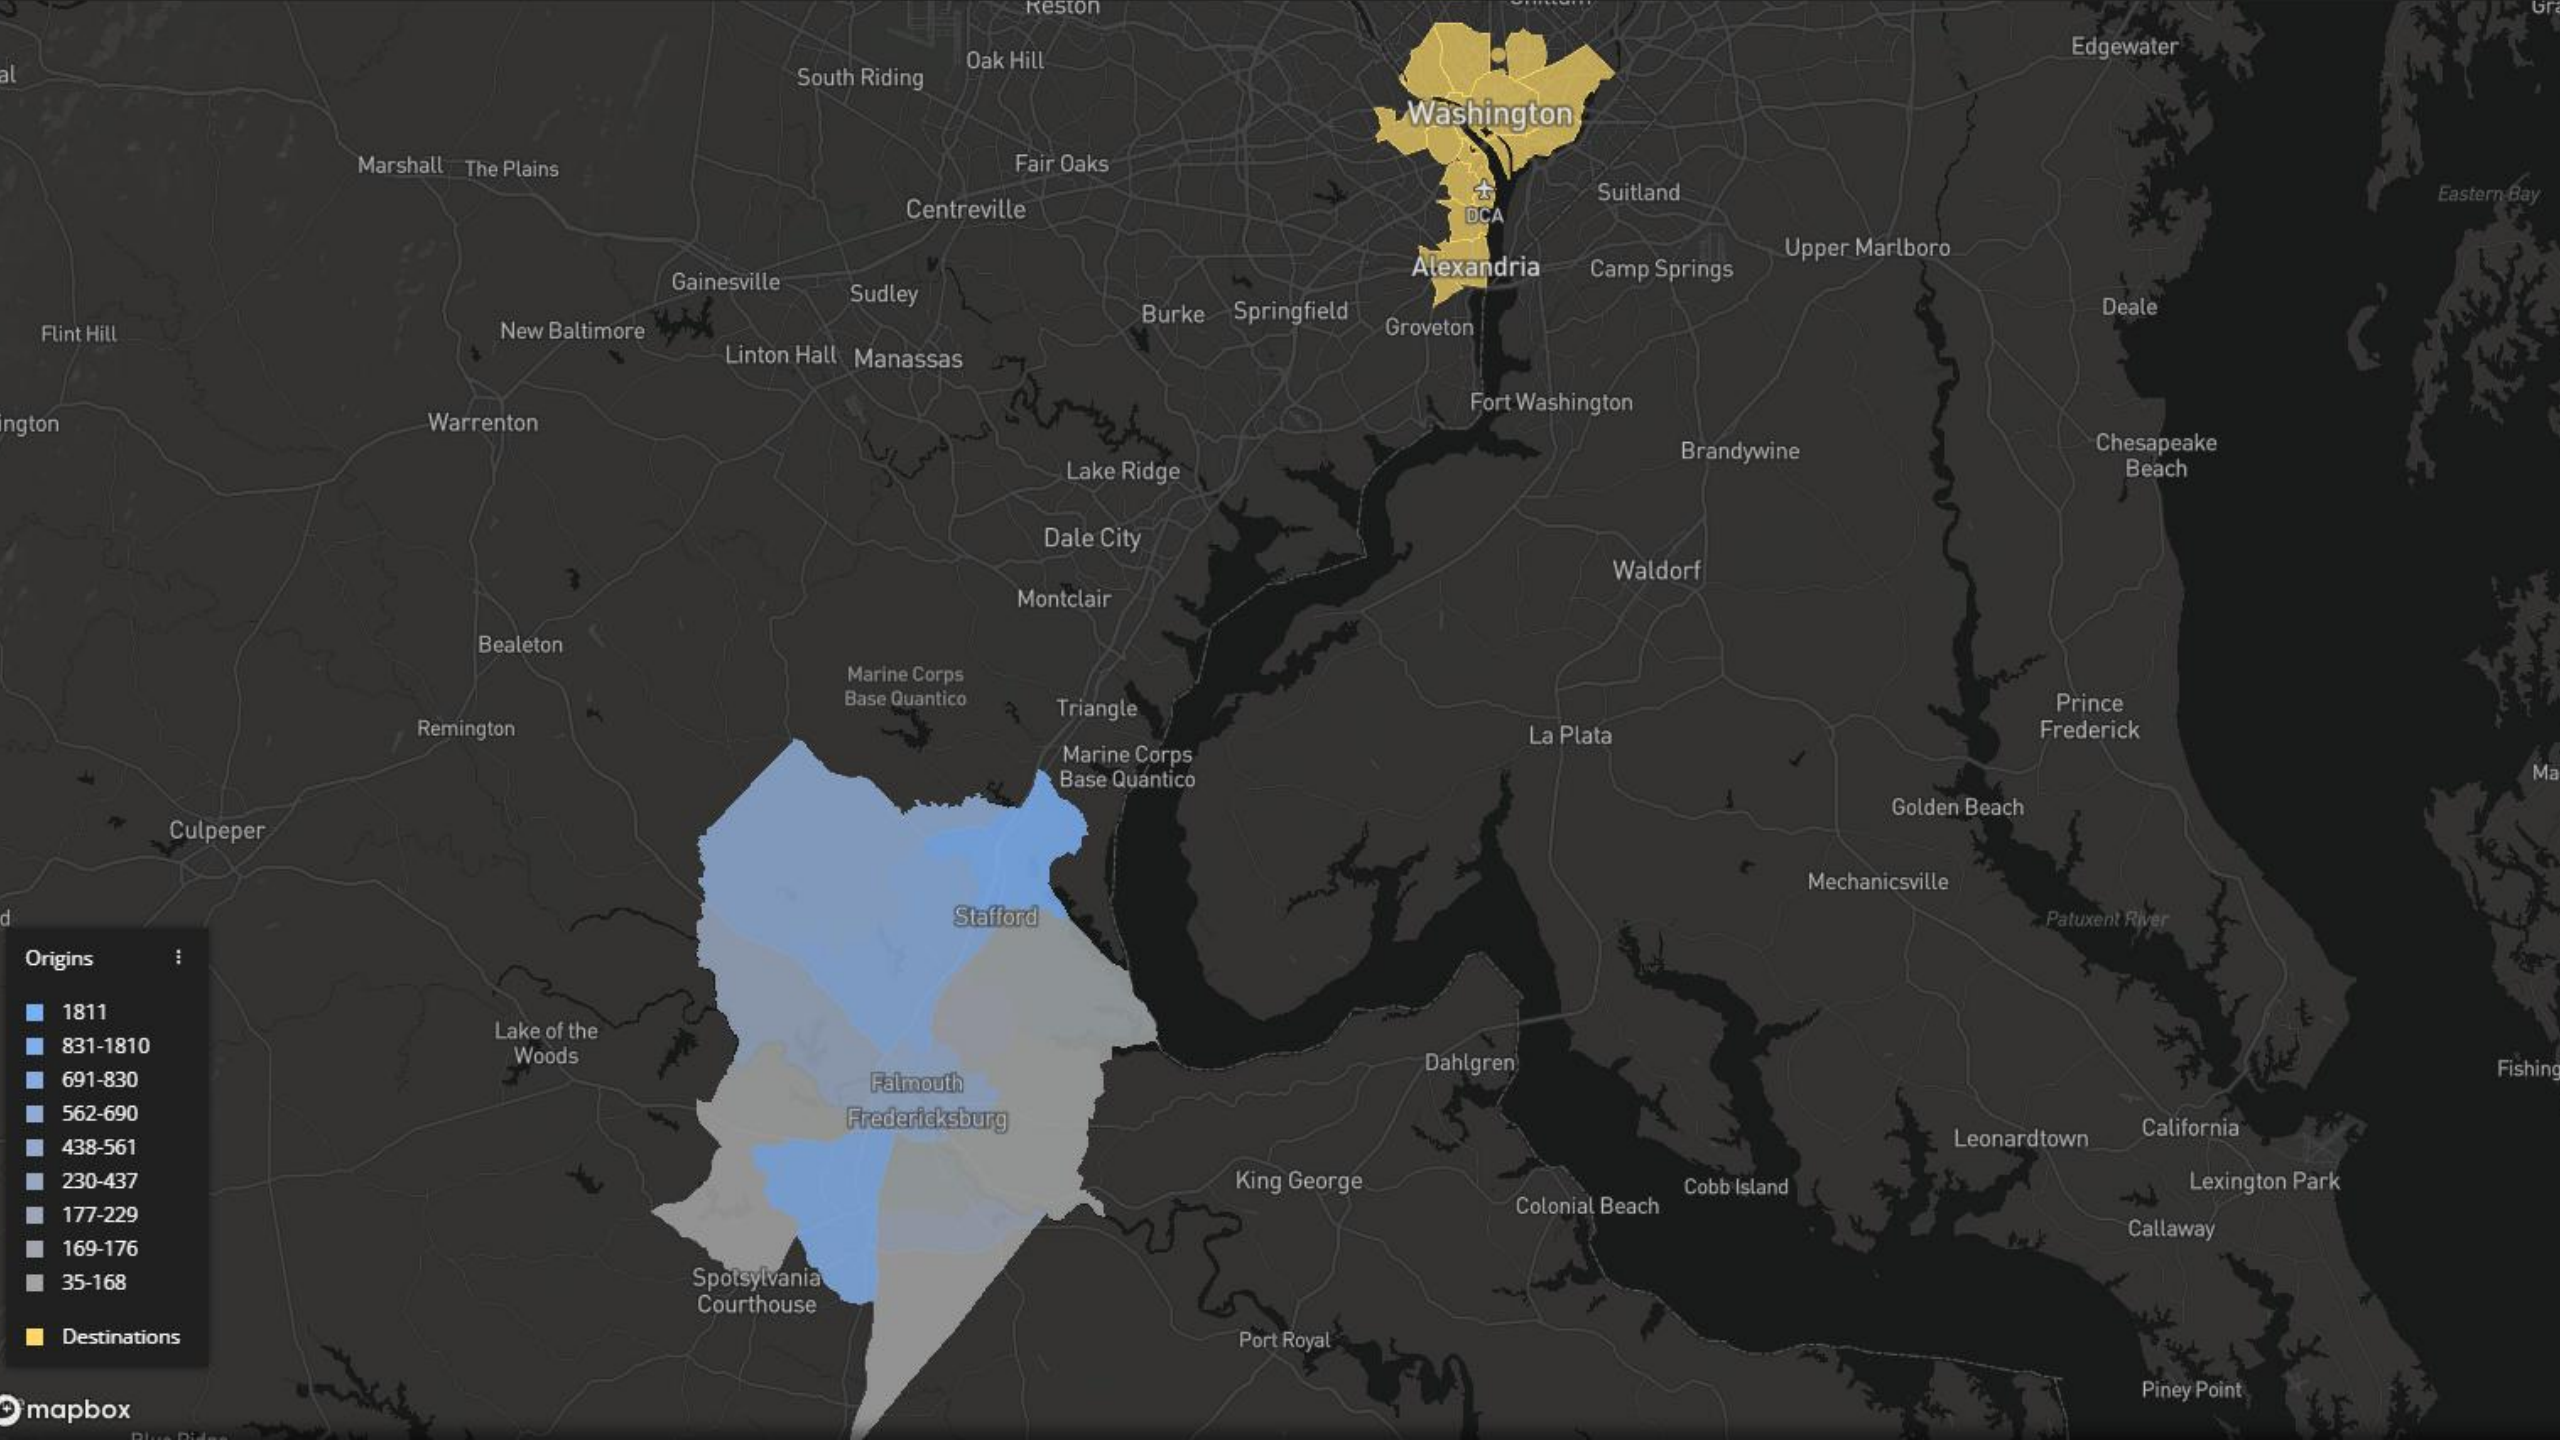 Reston
Oak Hill
South Riding
Edgewater
al
Washington
Marshall
The Plains
Fair Oaks
Centreville
Suitland
Eastern Bay
DCA
Upper Marlboro
Alexandria
Camp Springs
Gainesville
Sudley
Deale
Burke
Springfield
Groveton
Flint Hill
New Baltimore
Linton Hall
Manassas
Fort Washington
ington
Warrenton
Brandywine
Chesapeake
Beach
Lake Ridge
Dale City
Waldorf
Montclair
Bealeton
Marine Corps
Base Quantico
Triangle
Prince
Frederick
Remington
La Plata
Marine Corps
Base Quantico
Ma
Golden Beach
Culpeper
Mechanicsville
Stafford
Patuxent River
d
Lake of the
Woods
Dahlgren
Fishing
Falmouth
Fredericksburg
California
Leonardtown
King George
Cobb Island
Lexington Park
Colonial Beach
Callaway
Spotsylvania
Courthouse
Port Royal
Piney Point
Origins
1811
831-1810
691-830
562-690
438-561
230-437
177-229
169-176
35-168
Destinations
mapbox